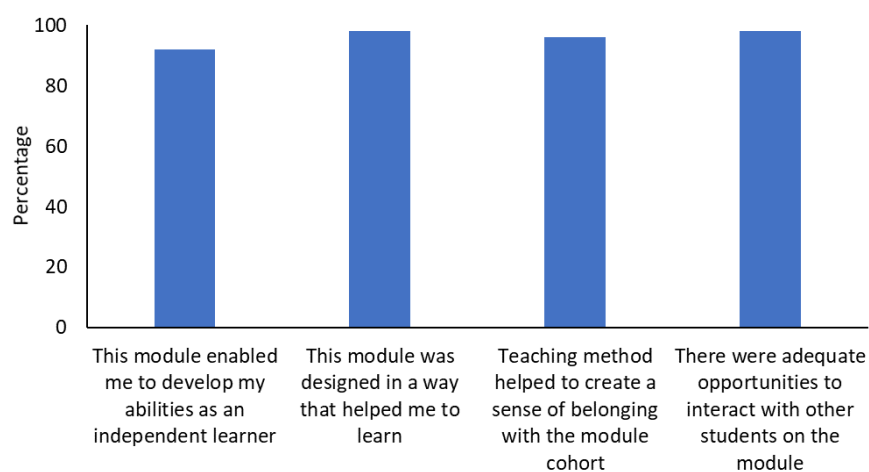 100
80
60
40
20
0
Percentage
This module enabled
me to develop my
abilities as an
independent learner
This module was
designed in a way
that helped me to
learn
Teaching method
helped to create a
sense of belonging
with the module
cohort
There were adequate
opportunities to
interact with other
students on the
module